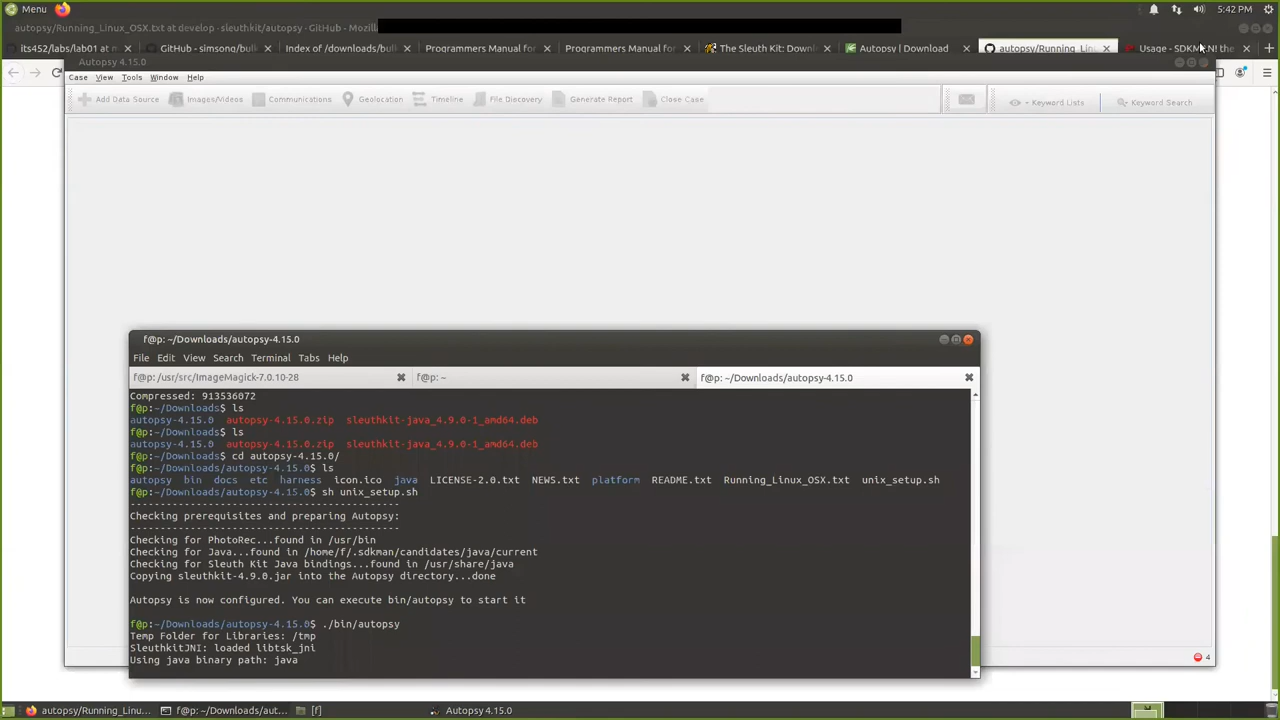 Menu
5:42 PM
autopsy/Running_Linux_OSX.txt at develop · sleuthkit/autopsy · GitHub - Mozill
its452/labs/lab01 at m
GitHub - simsong/bulk
Index of /downloads/bul
Programmers Manual for
Programmers Manual for
The Sleuth Kit: Downl
Autopsy | Download
autopsy/Running_Lin
Usage - SDKMAN! the
Autopsy 4.15.0
Case View Tools Window Help
Add Data Source Images/Videos Communications Geolocation Timeline File Discovery Generate Report Close Case Keyword Lists Keyword Search
f@p: ~/Downloads/autopsy-4.15.0
File Edit View Search Terminal Tabs Help
f@p: /usr/src/ImageMagick-7.0.10-28
f@p: ~
f@p: ~/Downloads/autopsy-4.15.0
Compressed: 913536072
f@p:~/Downloads$ ls
autopsy-4.15.0 autopsy-4.15.0.zip sleuthkit-java_4.9.0-1_amd64.deb
f@p:~/Downloads$ ls
autopsy-4.15.0 autopsy-4.15.0.zip sleuthkit-java_4.9.0-1_amd64.deb
f@p:~/Downloads$ cd autopsy-4.15.0/
f@p:~/Downloads/autopsy-4.15.0$ ls
autopsy bin docs etc harness icon.ico java LICENSE-2.0.txt NEWS.txt platform README.txt Running_Linux_OSX.txt unix_setup.sh
f@p:~/Downloads/autopsy-4.15.0$ sh unix_setup.sh
---------------------------------------------
Checking prerequisites and preparing Autopsy:
---------------------------------------------
Checking for PhotoRec...found in /usr/bin
Checking for Java...found in /home/f/.sdkman/candidates/java/current
Checking for Sleuth Kit Java bindings...found in /usr/share/java
Copying sleuthkit-4.9.0.jar into the Autopsy directory...done
Autopsy is now configured. You can execute bin/autopsy to start it
f@p:~/Downloads/autopsy-4.15.0$ ./bin/autopsy
Temp Folder for Libraries: /tmp
SleuthkitJNI: loaded libtsk_jni
Using java binary path: java
4
autopsy/Running_Linu...
f@p: ~/Downloads/aut...
[f]
Autopsy 4.15.0